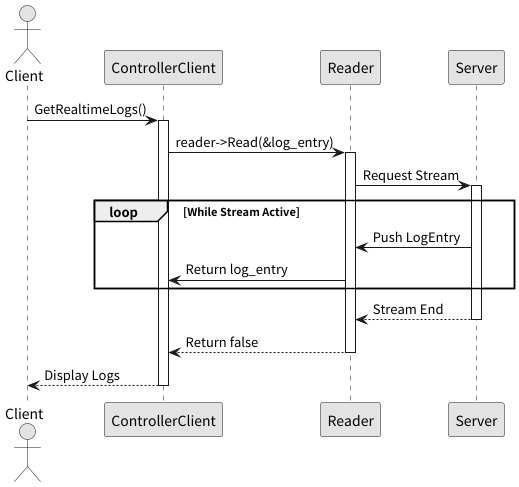 Client
ControllerClient
Reader
Server
GetRealtimeLogs()
reader->Read(&log_entry)
Request Stream
loop
[While Stream Active]
Push LogEntry
Return log_entry
Stream End
Return false
Display Logs
Client
ControllerClient
Reader
Server